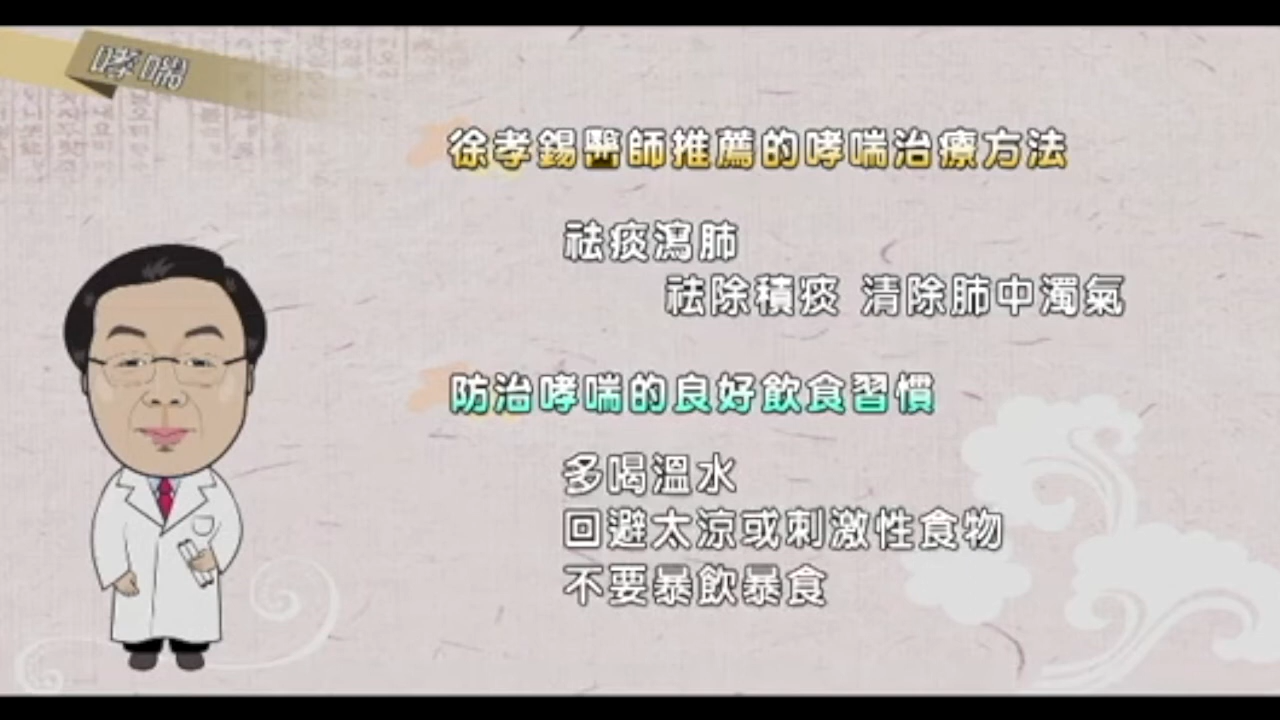 哮喘
徐孝錫醫師推薦的哮喘治療方法
祛痰瀉肺
祛除積痰 清除肺中濁氣
防治哮喘的良好飲食習慣
多喝溫水
回避太涼或刺激性食物
不要暴飲暴食